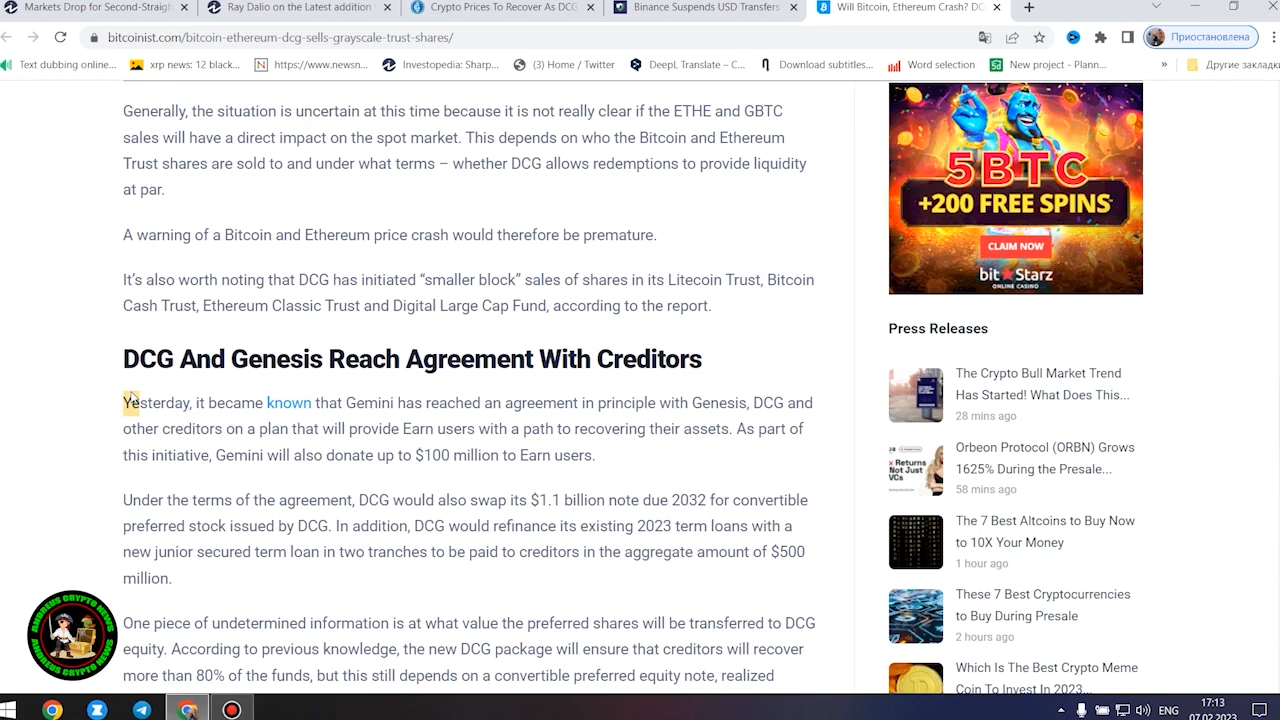 Markets Drop for Second-Straigh
Ray Dalio on the Latest addition
Crypto Prices To Recover As DCG
Binance Suspends USD Transfers
Will Bitcoin, Ethereum Crash? DC
bitcoinist.com/bitcoin-ethereum-dcg-sells-grayscale-trust-shares/
Приостановлена
Text dubbing online...
xrp news: 12 black...
https://www.newsn...
Investopedia: Sharp...
(3) Home / Twitter
DeepL Translate – C...
Download subtitles...
Word selection
New project - Plann...
Другие закладки
Generally, the situation is uncertain at this time because it is not really clear if the ETHE and GBTC
sales will have a direct impact on the spot market. This depends on who the Bitcoin and Ethereum
Trust shares are sold to and under what terms – whether DCG allows redemptions to provide liquidity
at par.
A warning of a Bitcoin and Ethereum price crash would therefore be premature.
It's also worth noting that DCG has initiated “smaller block” sales of shares in its Litecoin Trust, Bitcoin
Cash Trust, Ethereum Classic Trust and Digital Large Cap Fund, according to the report.
DCG And Genesis Reach Agreement With Creditors
Yesterday, it became known that Gemini has reached an agreement in principle with Genesis, DCG and
other creditors on a plan that will provide Earn users with a path to recovering their assets. As part of
this initiative, Gemini will also donate up to $100 million to Earn users.
Under the terms of the agreement, DCG would also swap its $1.1 billion note due 2032 for convertible
preferred stock issued by DCG. In addition, DCG would refinance its existing 2023 term loans with a
new junior secured term loan in two tranches to be paid to creditors in the aggregate amount of $500
million.
One piece of undetermined information is at what value the preferred shares will be transferred to DCG
equity. According to previous knowledge, the new DCG package will ensure that creditors will recover
more than 80% of the funds, but this still depends on a convertible preferred equity note, realized
5BTC
+200 FREE SPINS
CLAIM NOW
bitStarz
ONLINE CASINO
Press Releases
The Crypto Bull Market Trend
Has Started! What Does This...
28 mins ago
Orbeon Protocol (ORBN) Grows
1625% During the Presale...
58 mins ago
x Returns
Not Just
VCs
The 7 Best Altcoins to Buy Now
to 10X Your Money
1 hour ago
These 7 Best Cryptocurrencies
to Buy During Presale
2 hours ago
Which Is The Best Crypto Meme
Coin To Invest In 2023...
ANDREUS CRYPTO NEWS
ANDREUS CRYPTO NEWS
ENG
17:13
07.02.2023